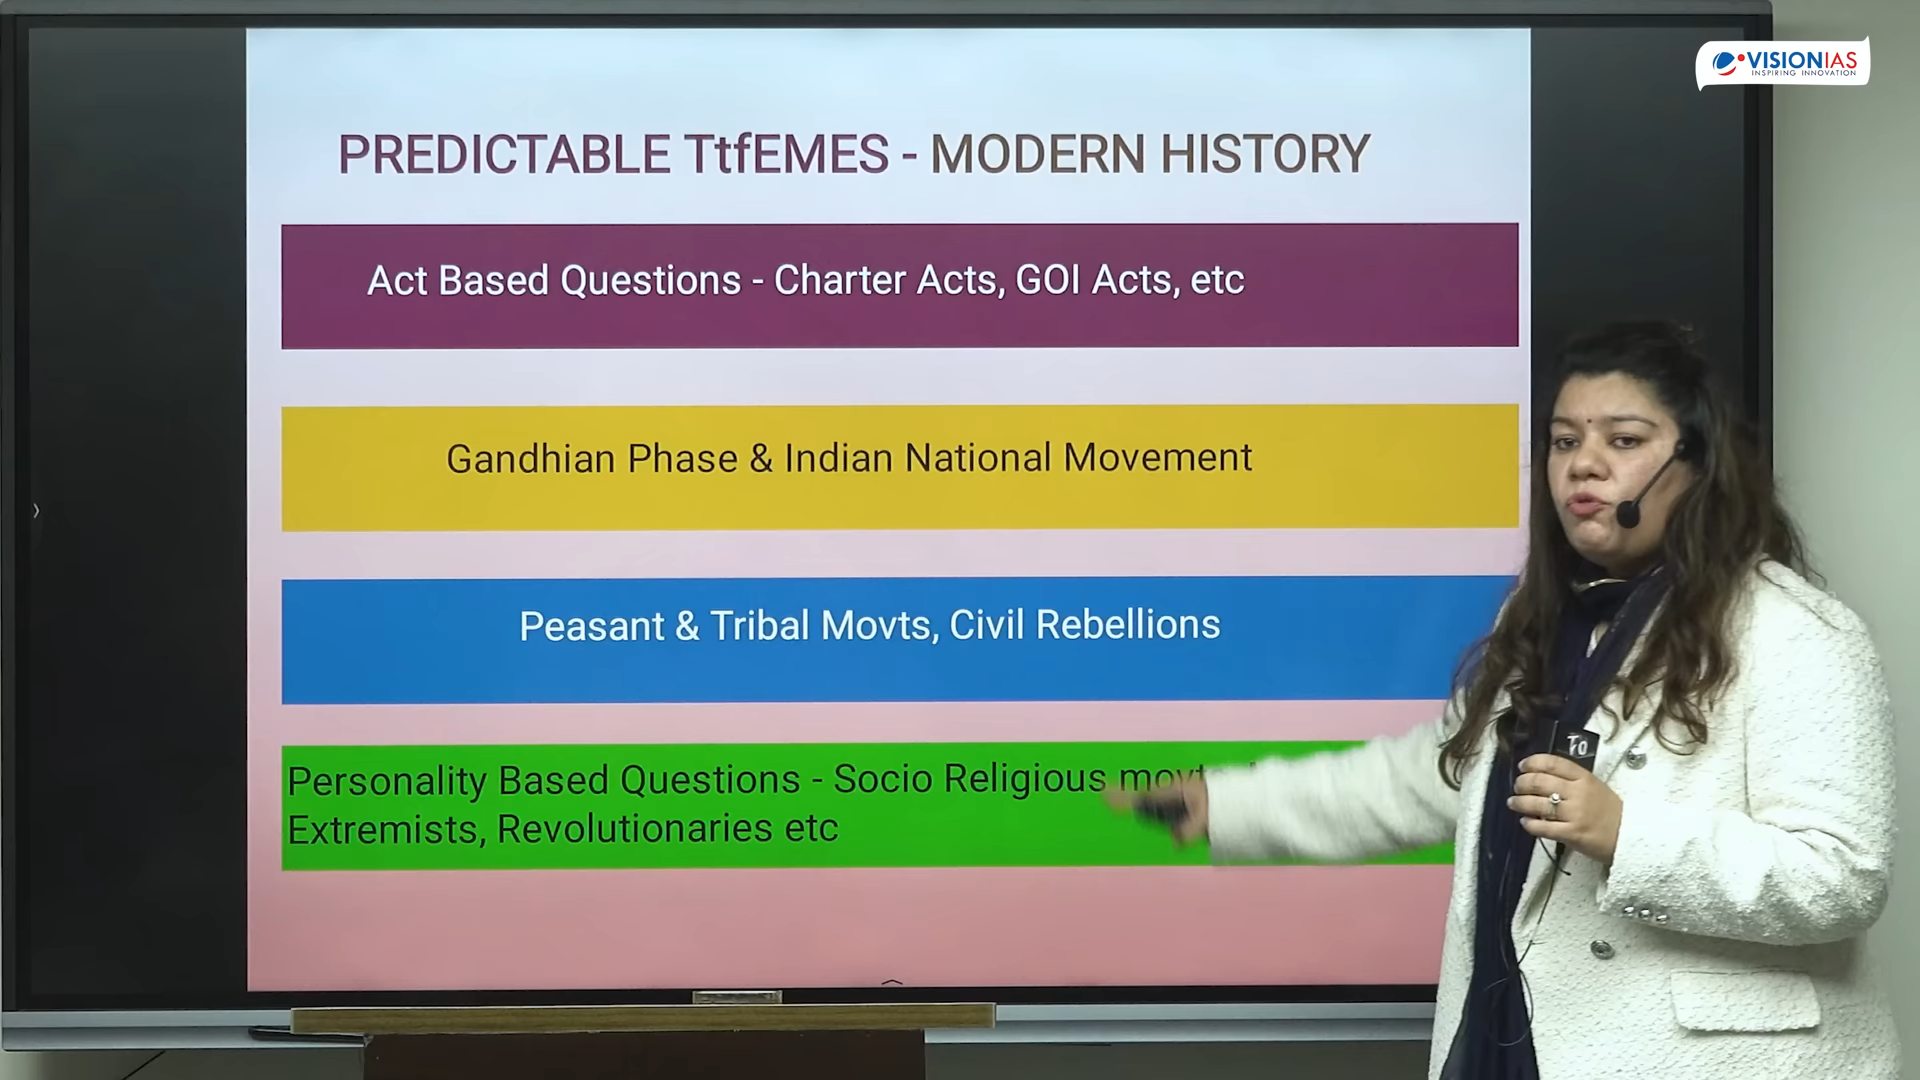 VISIONIAS
INSPIRING INNOVATION
PREDICTABLE TtfEMES - MODERN HISTORY
Act Based Questions - Charter Acts, GOI Acts, etc
Gandhian Phase & Indian National Movement
Peasant & Tribal Movts, Civil Rebellions
Personality Based Questions - Socio Religious
Extremists, Revolutionaries etc